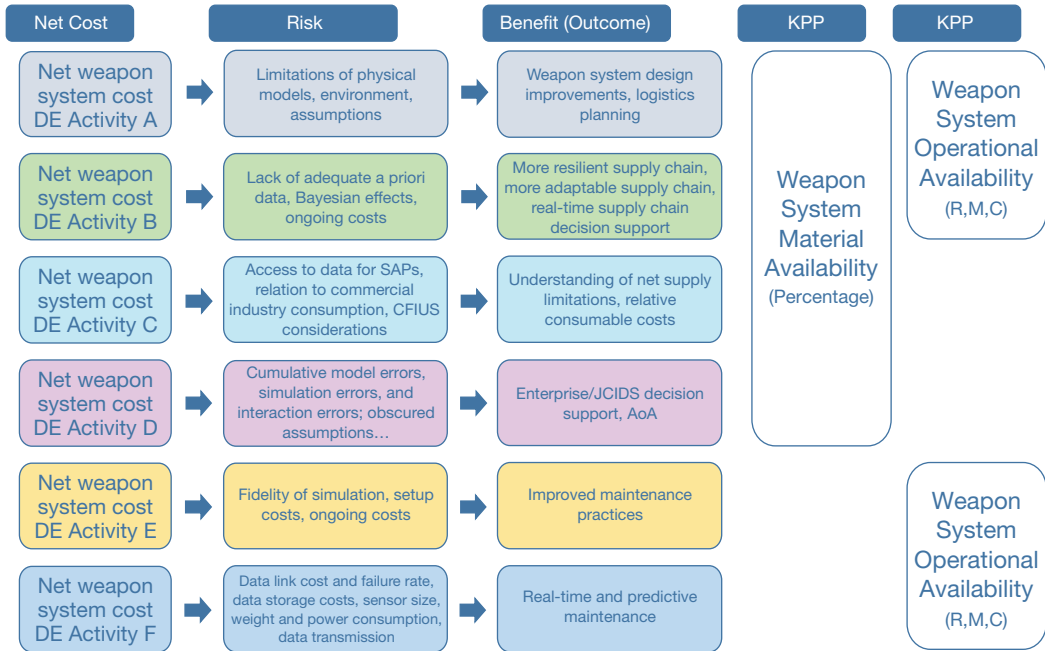 Net Cost
Risk
Benefit (Outcome)
KPP
KPP
Net weapon
system cost
DE Activity A
Limitations of physical
models, environment,
assumptions
Weapon system design
improvements, logistics
planning
Net weapon
system cost
DE Activity B
Lack of adequate a priori
data, Bayesian effects,
ongoing costs
More resilient supply chain,
more adaptable supply chain,
real-time supply chain
decision support
Net weapon
system cost
DE Activity C
Access to data for SAPs,
relation to commercial
industry consumption, CFIUS
considerations
Understanding of net supply
limitations, relative
consumable costs
Net weapon
system cost
DE Activity D
Cumulative model errors,
simulation errors, and
interaction errors; obscured
assumptions…
Enterprise/JCIDS decision
support, AoA
Net weapon
system cost
DE Activity E
Fidelity of simulation, setup
costs, ongoing costs
Improved maintenance
practices
Net weapon
system cost
DE Activity F
Data link cost and failure rate,
data storage costs, sensor size,
weight and power consumption,
data transmission
Real-time and predictive
maintenance
Weapon
System
Material
Availability
(Percentage)
Weapon
System
Operational
Availability
(R,M,C)
Weapon
System
Operational
Availability
(R,M,C)